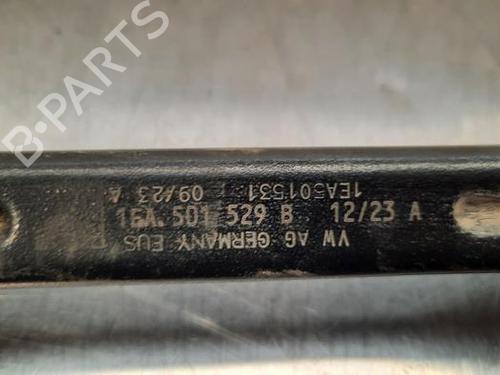 B-PARTS
1EA501531 09/23 A
1EA 501 529 B 12/23 A
VW AG GERMANY EUS